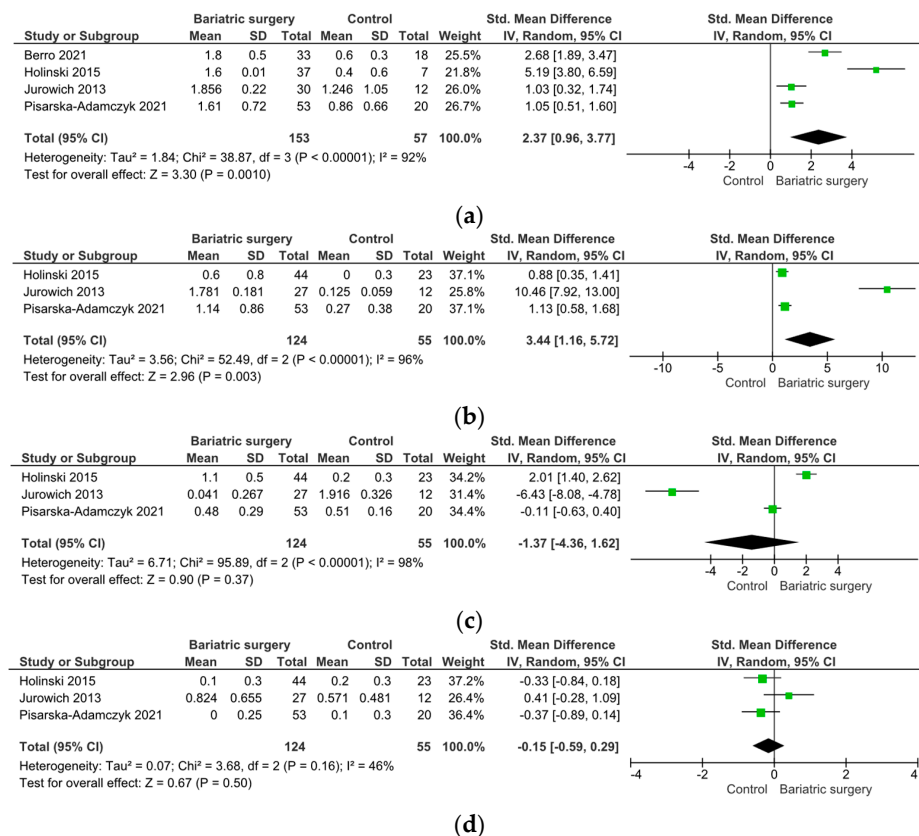 Bariatric surgery Control Std. Mean Difference Std. Mean Difference
Study or Subgroup Mean SD Total Mean SD Total Weight IV, Random, 95% CI IV, Random, 95% CI
Berro 2021 1.8 0.5 33 0.6 0.3 18 25.5% 2.68 [1.89, 3.47]
Holinski 2015 1.6 0.01 37 0.4 0.6 7 21.8% 5.19 [3.80, 6.59]
Jurowich 2013 1.856 0.22 30 1.246 1.05 12 26.0% 1.03 [0.32, 1.74]
Pisarska-Adamczyk 2021 1.61 0.72 53 0.86 0.66 20 26.7% 1.05 [0.51, 1.60]
Total (95% CI) 153 57 100.0% 2.37 [0.96, 3.77]
Heterogeneity: Tau² = 1.84; Chi² = 38.87, df = 3 (P < 0.00001); I² = 92%
Test for overall effect: Z = 3.30 (P = 0.0010)
-4 -2 0 2 4
Control Bariatric surgery
(a)
Bariatric surgery Control Std. Mean Difference Std. Mean Difference
Study or Subgroup Mean SD Total Mean SD Total Weight IV, Random, 95% CI IV, Random, 95% CI
Holinski 2015 0.6 0.8 44 0 0.3 23 37.1% 0.88 [0.35, 1.41]
Jurowich 2013 1.781 0.181 27 0.125 0.059 12 25.8% 10.46 [7.92, 13.00]
Pisarska-Adamczyk 2021 1.14 0.86 53 0.27 0.38 20 37.1% 1.13 [0.58, 1.68]
Total (95% CI) 124 55 100.0% 3.44 [1.16, 5.72]
Heterogeneity: Tau² = 3.56; Chi² = 52.49, df = 2 (P < 0.00001); I² = 96%
Test for overall effect: Z = 2.96 (P = 0.003)
-10 -5 0 5 10
Control Bariatric surgery
(b)
Bariatric surgery Control Std. Mean Difference Std. Mean Difference
Study or Subgroup Mean SD Total Mean SD Total Weight IV, Random, 95% CI IV, Random, 95% CI
Holinski 2015 1.1 0.5 44 0.2 0.3 23 34.2% 2.01 [1.40, 2.62]
Jurowich 2013 0.041 0.267 27 1.916 0.326 12 31.4% -6.43 [-8.08, -4.78]
Pisarska-Adamczyk 2021 0.48 0.29 53 0.51 0.16 20 34.4% -0.11 [-0.63, 0.40]
Total (95% CI) 124 55 100.0% -1.37 [-4.36, 1.62]
Heterogeneity: Tau² = 6.71; Chi² = 95.89, df = 2 (P < 0.00001); I² = 98%
Test for overall effect: Z = 0.90 (P = 0.37)
-4 -2 0 2 4
Control Bariatric surgery
(c)
Bariatric surgery Control Std. Mean Difference Std. Mean Difference
Study or Subgroup Mean SD Total Mean SD Total Weight IV, Random, 95% CI IV, Random, 95% CI
Holinski 2015 0.1 0.3 44 0.2 0.3 23 37.2% -0.33 [-0.84, 0.18]
Jurowich 2013 0.824 0.655 27 0.571 0.481 12 26.4% 0.41 [-0.28, 1.09]
Pisarska-Adamczyk 2021 0 0.25 53 0.1 0.3 20 36.4% -0.37 [-0.89, 0.14]
Total (95% CI) 124 55 100.0% -0.15 [-0.59, 0.29]
Heterogeneity: Tau² = 0.07; Chi² = 3.68, df = 2 (P = 0.16); I² = 46%
Test for overall effect: Z = 0.67 (P = 0.50)
-4 -2 0 2 4
Control Bariatric surgery
(d)